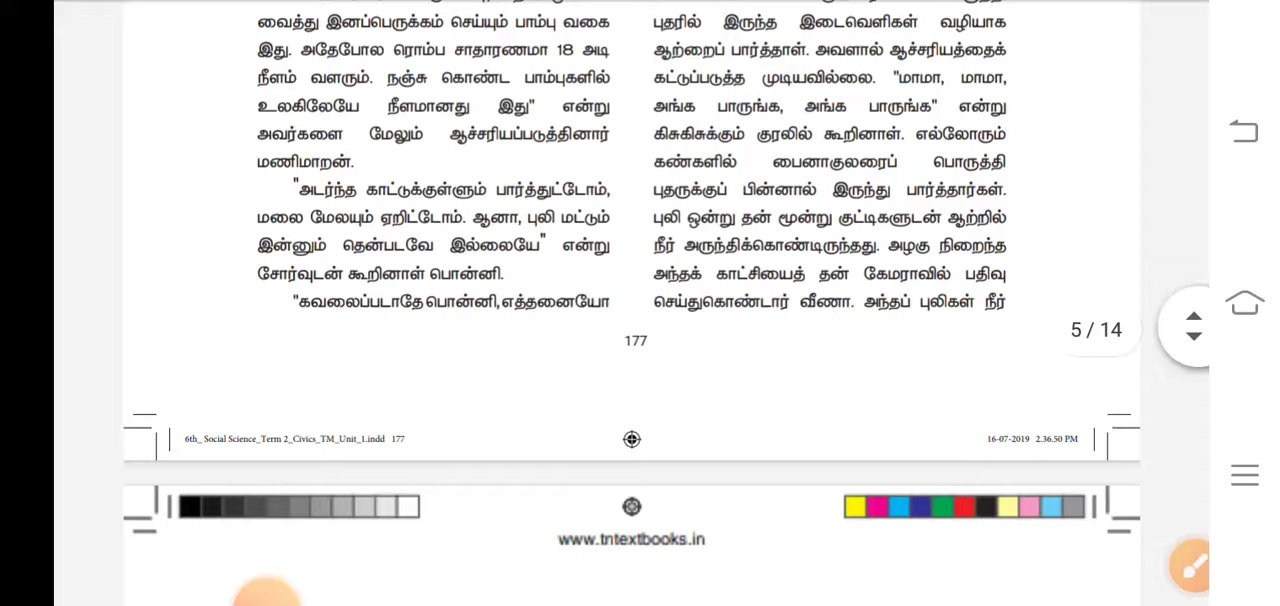 வைத்து இனப்பெருக்கம் செய்யும் பாம்பு வகை
இது. அதேபோல ரொம்ப சாதாரணமா 18 அடி
நீளம் வளரும். நஞ்சு கொண்ட பாம்புகளில்
உலகிலேயே நீளமானது இது" என்று
அவர்களை மேலும் ஆச்சரியப்படுத்தினார்
மணிமாறன்.
"அடர்ந்த காட்டுக்குள்ளும் பார்த்துட்டோம்,
மலை மேலயும் ஏறிட்டோம். ஆனா, புலி மட்டும்
இன்னும் தென்படவே இல்லையே" என்று
சோர்வுடன் கூறினாள் பொன்னி.
"கவலைப்படாதே பொன்னி, எத்தனையோ
புதரில் இருந்த இடைவெளிகள் வழியாக
ஆற்றைப் பார்த்தாள். அவளால் ஆச்சரியத்தைக்
கட்டுப்படுத்த முடியவில்லை. "மாமா, மாமா,
அங்க பாருங்க, அங்க பாருங்க" என்று
கிசுகிசுக்கும் குரலில் கூறினாள். எல்லோரும்
கண்களில் பைனாகுலரைப் பொருத்தி
புதருக்குப் பின்னால் இருந்து பார்த்தார்கள்.
புலி ஒன்று தன் மூன்று குட்டிகளுடன் ஆற்றில்
நீர் அருந்திக்கொண்டிருந்தது. அழகு நிறைந்த
அந்தக் காட்சியைத் தன் கேமராவில் பதிவு
செய்துகொண்டார் வீணா. அந்தப் புலிகள் நீர்
177
5 / 14
6th_ Social Science_Term 2_Civics_TM_Unit_1.indd 177
16-07-2019 2.36.50 PM
www.tntextbooks.in